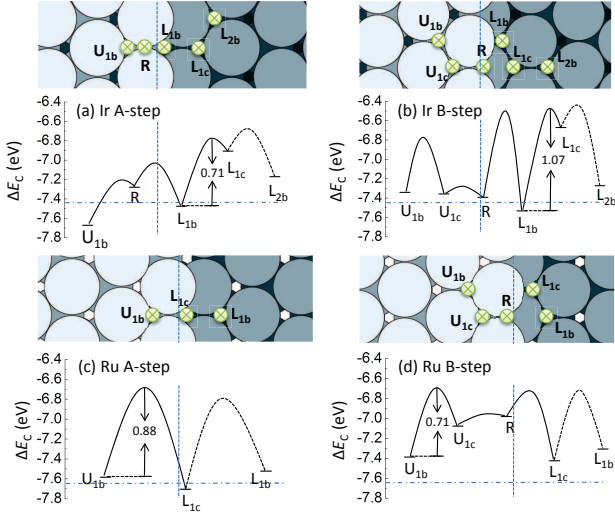 U1b
R
L1b
L1c
L2b
(a) Ir A-step
ΔEC (eV)
-6.4
-6.6
-6.8
-7.0
-7.2
-7.4
-7.6
-7.8
0.71
U1b
R
L1b
L1c
L2b
U1b
U1c
R
L1b
L1c
L2b
(b) Ir B-step
ΔEC (eV)
-6.4
-6.6
-6.8
-7.0
-7.2
-7.4
-7.6
-7.8
1.07
U1b
U1c
R
L1b
L1c
L2b
U1b
L1c
L1b
(c) Ru A-step
ΔEC (eV)
-6.4
-6.6
-6.8
-7.0
-7.2
-7.4
-7.6
-7.8
0.88
U1b
L1c
L1b
U1b
U1c
R
L1c
L1b
(d) Ru B-step
ΔEC (eV)
-6.4
-6.6
-6.8
-7.0
-7.2
-7.4
-7.6
-7.8
0.71
U1b
U1c
R
L1c
L1b